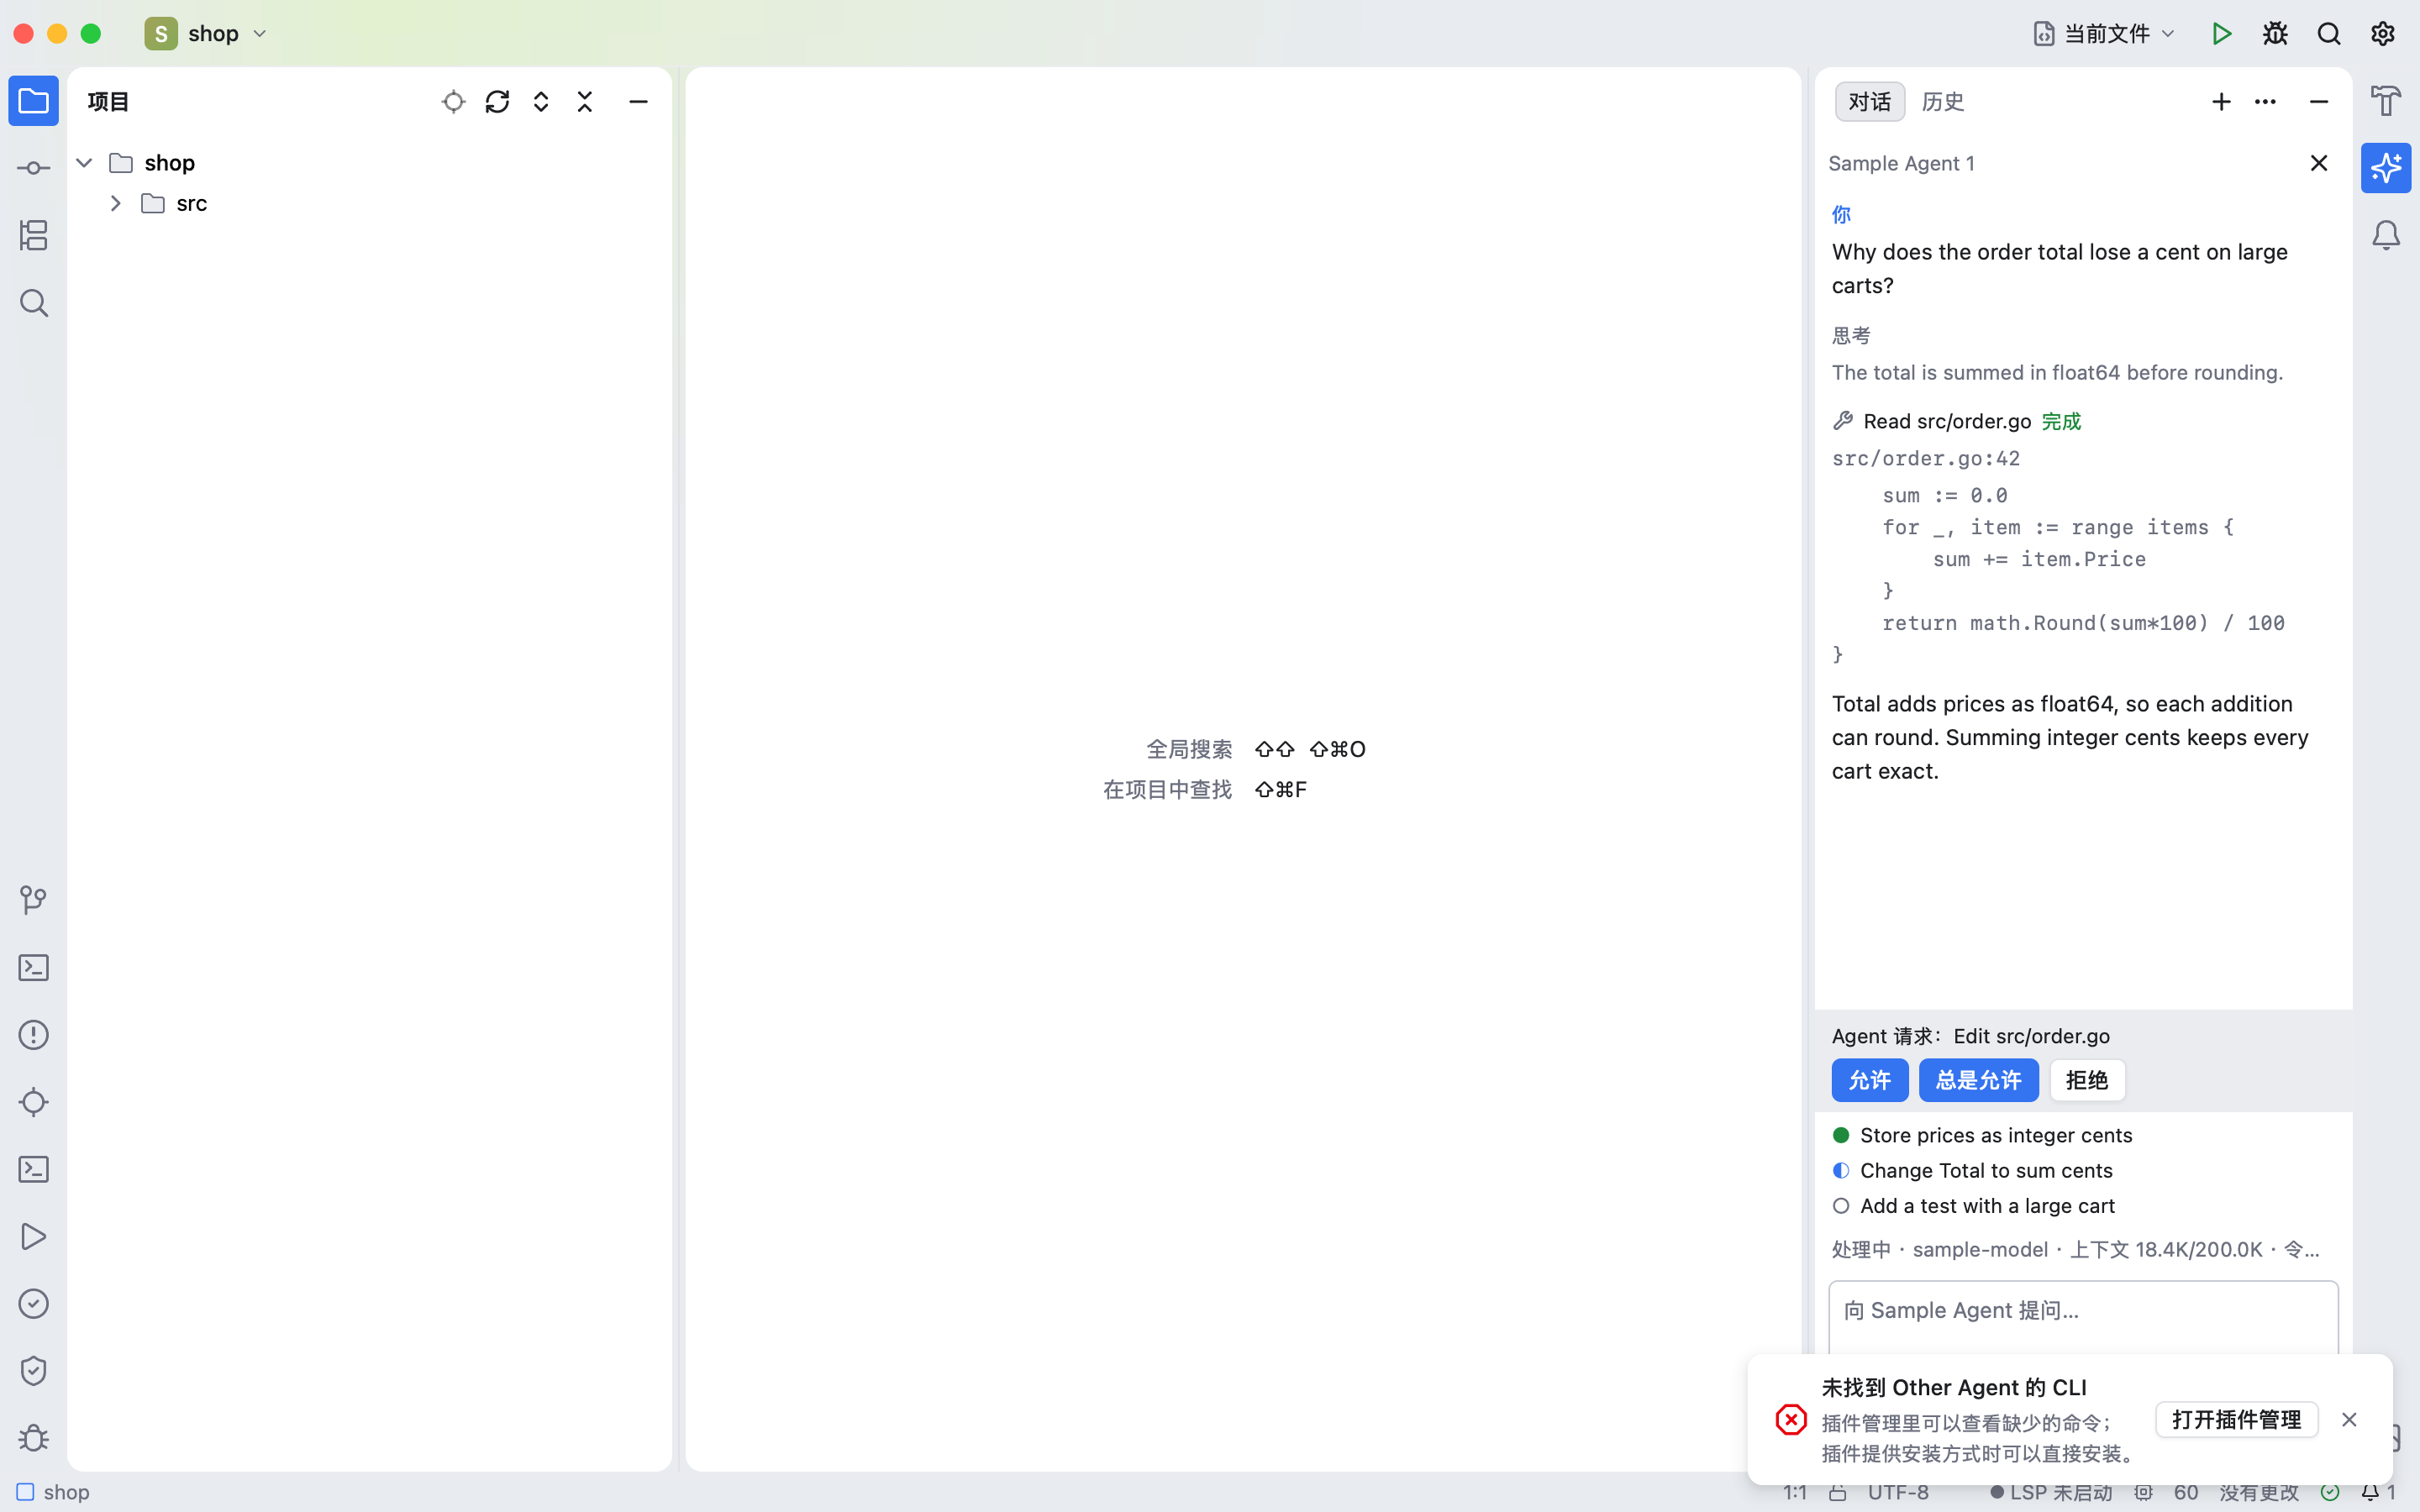 S shop
当前文件
项目
shop
src
全局搜索 ⇧⇧ ⇧⌘O
在项目中查找 ⇧⌘F
对话 历史
Sample Agent 1
你
Why does the order total lose a cent on large
carts?
思考
The total is summed in float64 before rounding.
Read src/order.go 完成
src/order.go:42
sum := 0.0
for _, item := range items {
sum += item.Price
}
return math.Round(sum*100) / 100
}
Total adds prices as float64, so each addition
can round. Summing integer cents keeps every
cart exact.
Agent 请求：Edit src/order.go
允许 总是允许 拒绝
Store prices as integer cents
Change Total to sum cents
Add a test with a large cart
处理中 · sample-model · 上下文 18.4K/200.0K · 令...
向 Sample Agent 提问...
未找到 Other Agent 的 CLI
插件管理里可以查看缺少的命令；
插件提供安装方式时可以直接安装。
打开插件管理
shop
1:1 UTF-8 LSP 未启动 60 没有更改 1